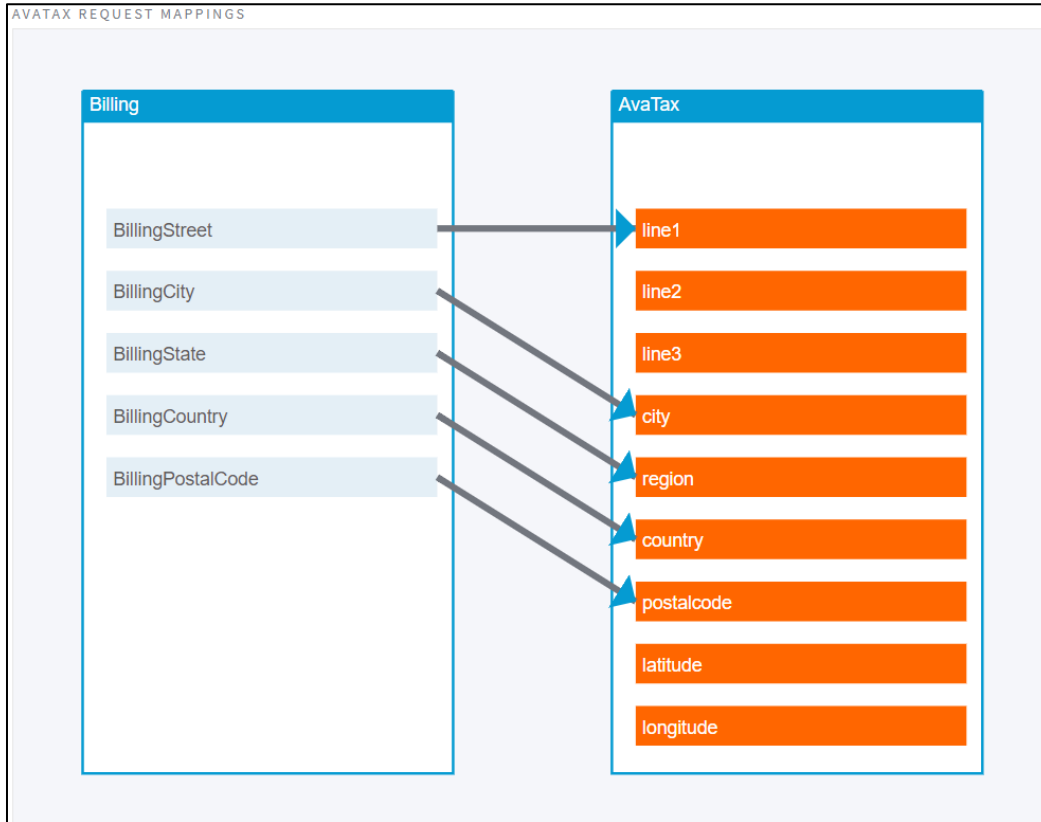 AVATAX REQUEST MAPPINGS
Billing
BillingStreet
BillingCity
BillingState
BillingCountry
BillingPostalCode
AvaTax
line1
line2
line3
city
region
country
postalcode
latitude
longitude